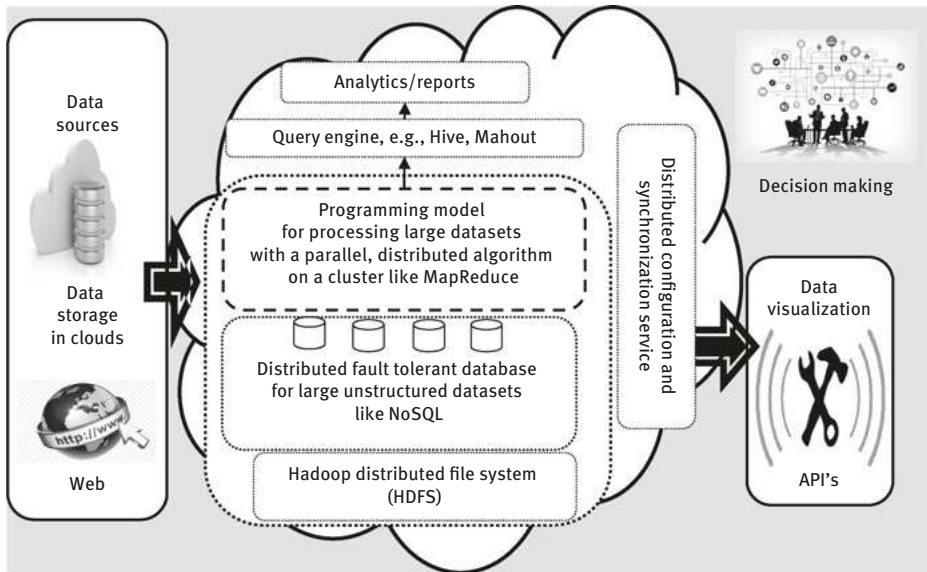 Data
sources
Data
storage
in clouds
http://www.
Web
Analytics/reports
Query engine, e.g., Hive, Mahout
Programming model
for processing large datasets
with a parallel, distributed algorithm
on a cluster like MapReduce
Distributed fault tolerant database
for large unstructured datasets
like NoSQL
Hadoop distributed file system
(HDFS)
Distributed configuration and
synchronization service
Decision making
Data
visualization
API's